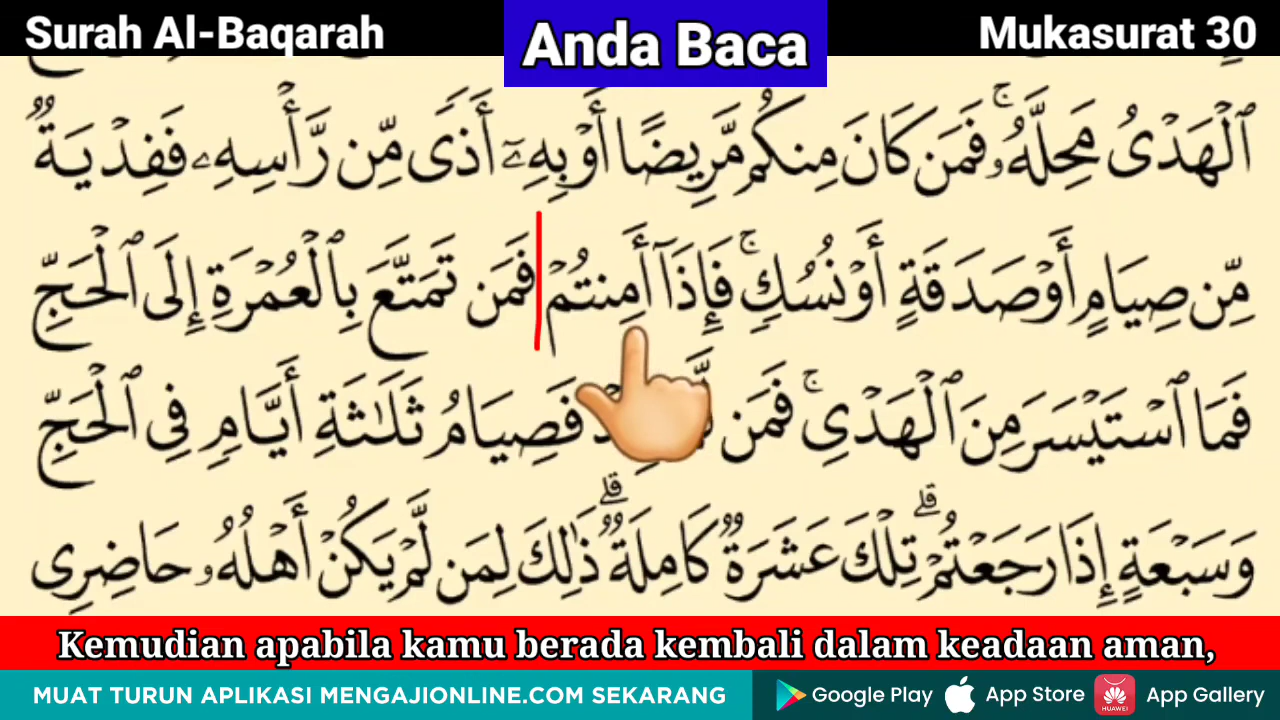 Surah Al-Baqarah
Anda Baca
Mukasurat 30
ٱلۡهَدۡيُ مَحِلَّهُۥۚ فَمَن كَانَ مِنكُم مَّرِيضًا أَوۡ بِهِۦٓ أَذٗى مِّن رَّأۡسِهِۦ فَفِدۡيَةٞ
مِّن صِيَامٍ أَوۡ صَدَقَةٍ أَوۡ نُسُكٖۚ فَإِذَآ أَمِنتُمۡ فَمَن تَمَتَّعَ بِٱلۡعُمۡرَةِ إِلَى ٱلۡحَجِّ
فَمَا ٱسۡتَيۡسَرَ مِنَ ٱلۡهَدۡيِۚ فَمَن فَصِيَامُ ثَلَٰثَةِ أَيَّامٖ فِي ٱلۡحَجِّ
وَسَبۡعَةٍ إِذَا رَجَعۡتُمۡۗ تِلۡكَ عَشَرَةٞ كَامِلَةٞۗ ذَٰلِكَ لِمَن لَّمۡ يَكُنۡ أَهۡلُهُۥ حَاضِرِي
Kemudian apabila kamu berada kembali dalam keadaan aman,
MUAT TURUN APLIKASI MENGAJIONLINE.COM SEKARANG
Google Play
App Store
HUAWEI
App Gallery